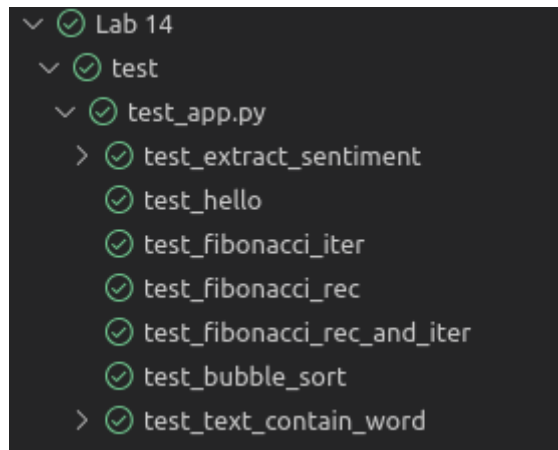 Lab 14
test
test_app.py
test_extract_sentiment
test_hello
test_fibonacci_iter
test_fibonacci_rec
test_fibonacci_rec_and_iter
test_bubble_sort
test_text_contain_word